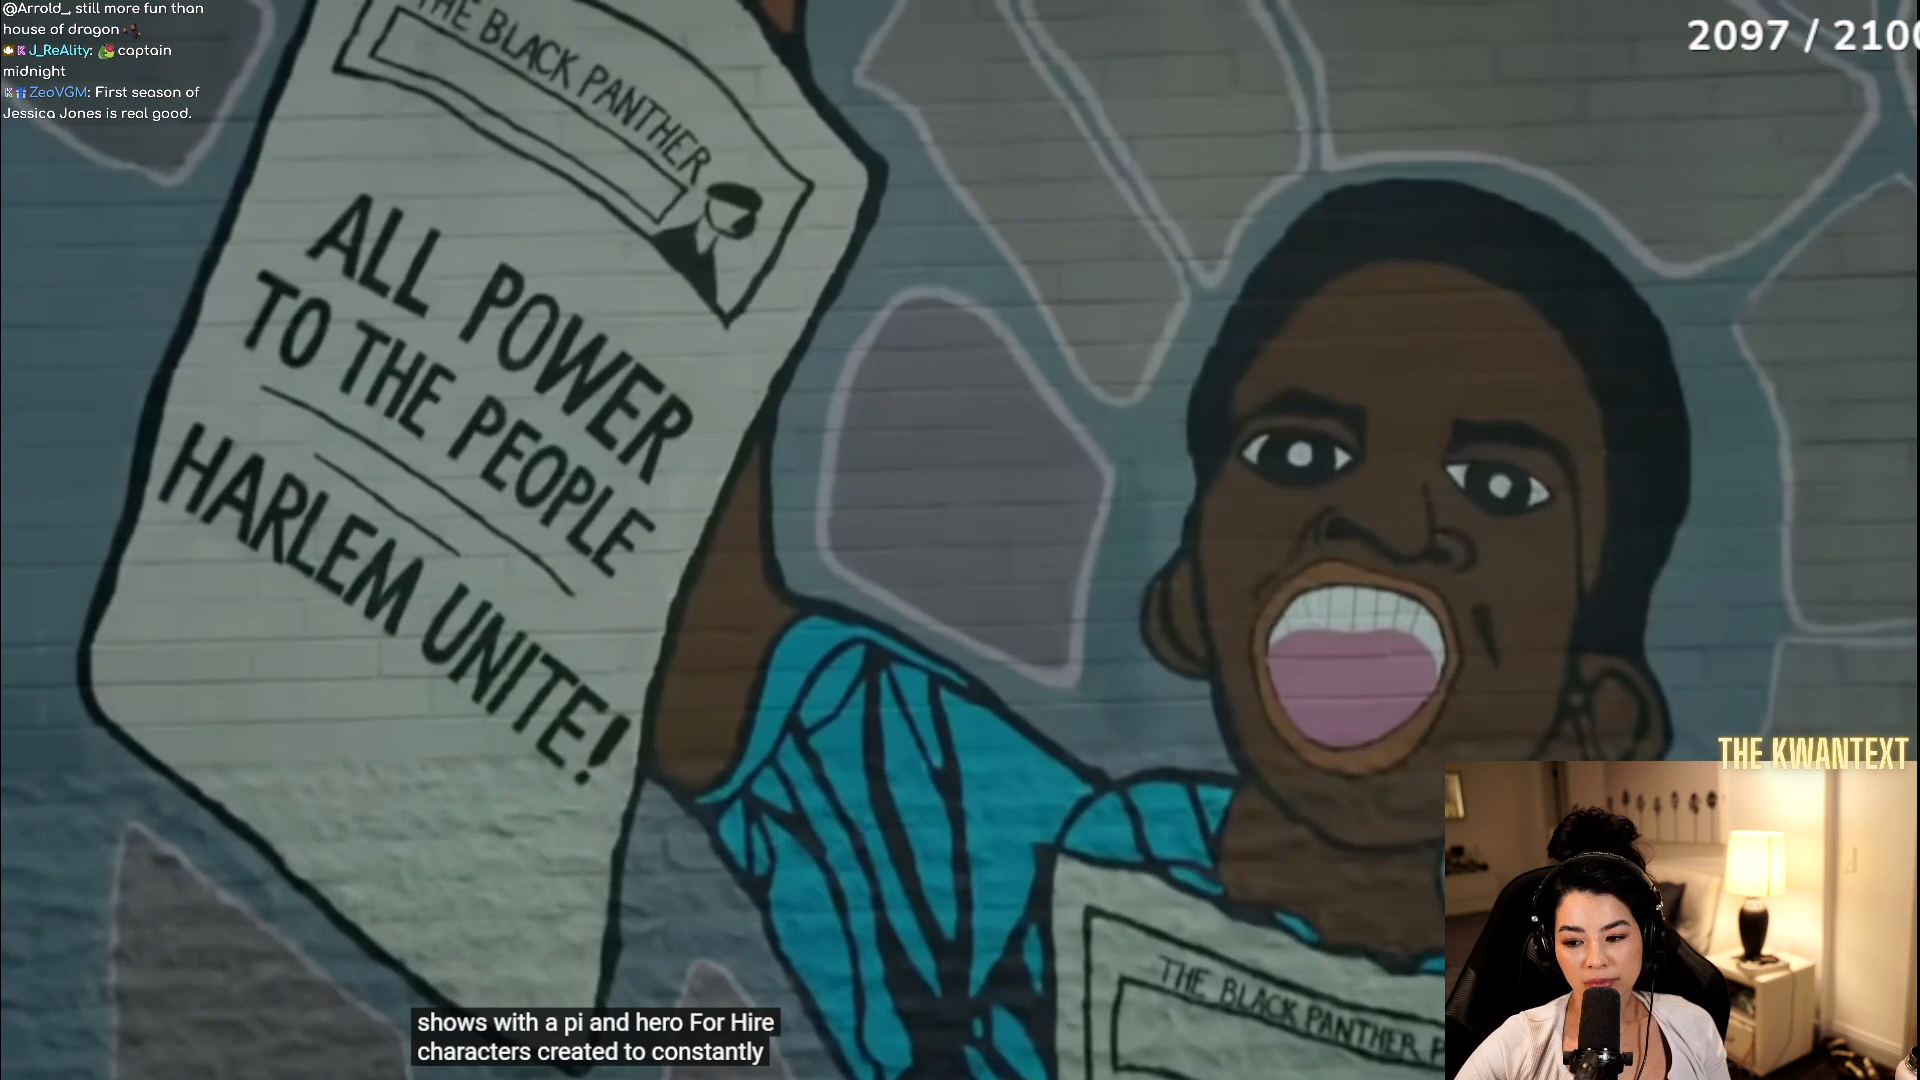 @Arrold_, still more fun than
house of dragon
J_ReAlity: captain
midnight
ZeoVGM: First season of
Jessica Jones is real good.
2097 / 2100
THE BLACK PANTHER
ALL POWER
TO THE PEOPLE
HARLEM UNITE!
THE KWANTEXT
THE BLACK PANTHER
shows with a pi and hero For Hire
characters created to constantly